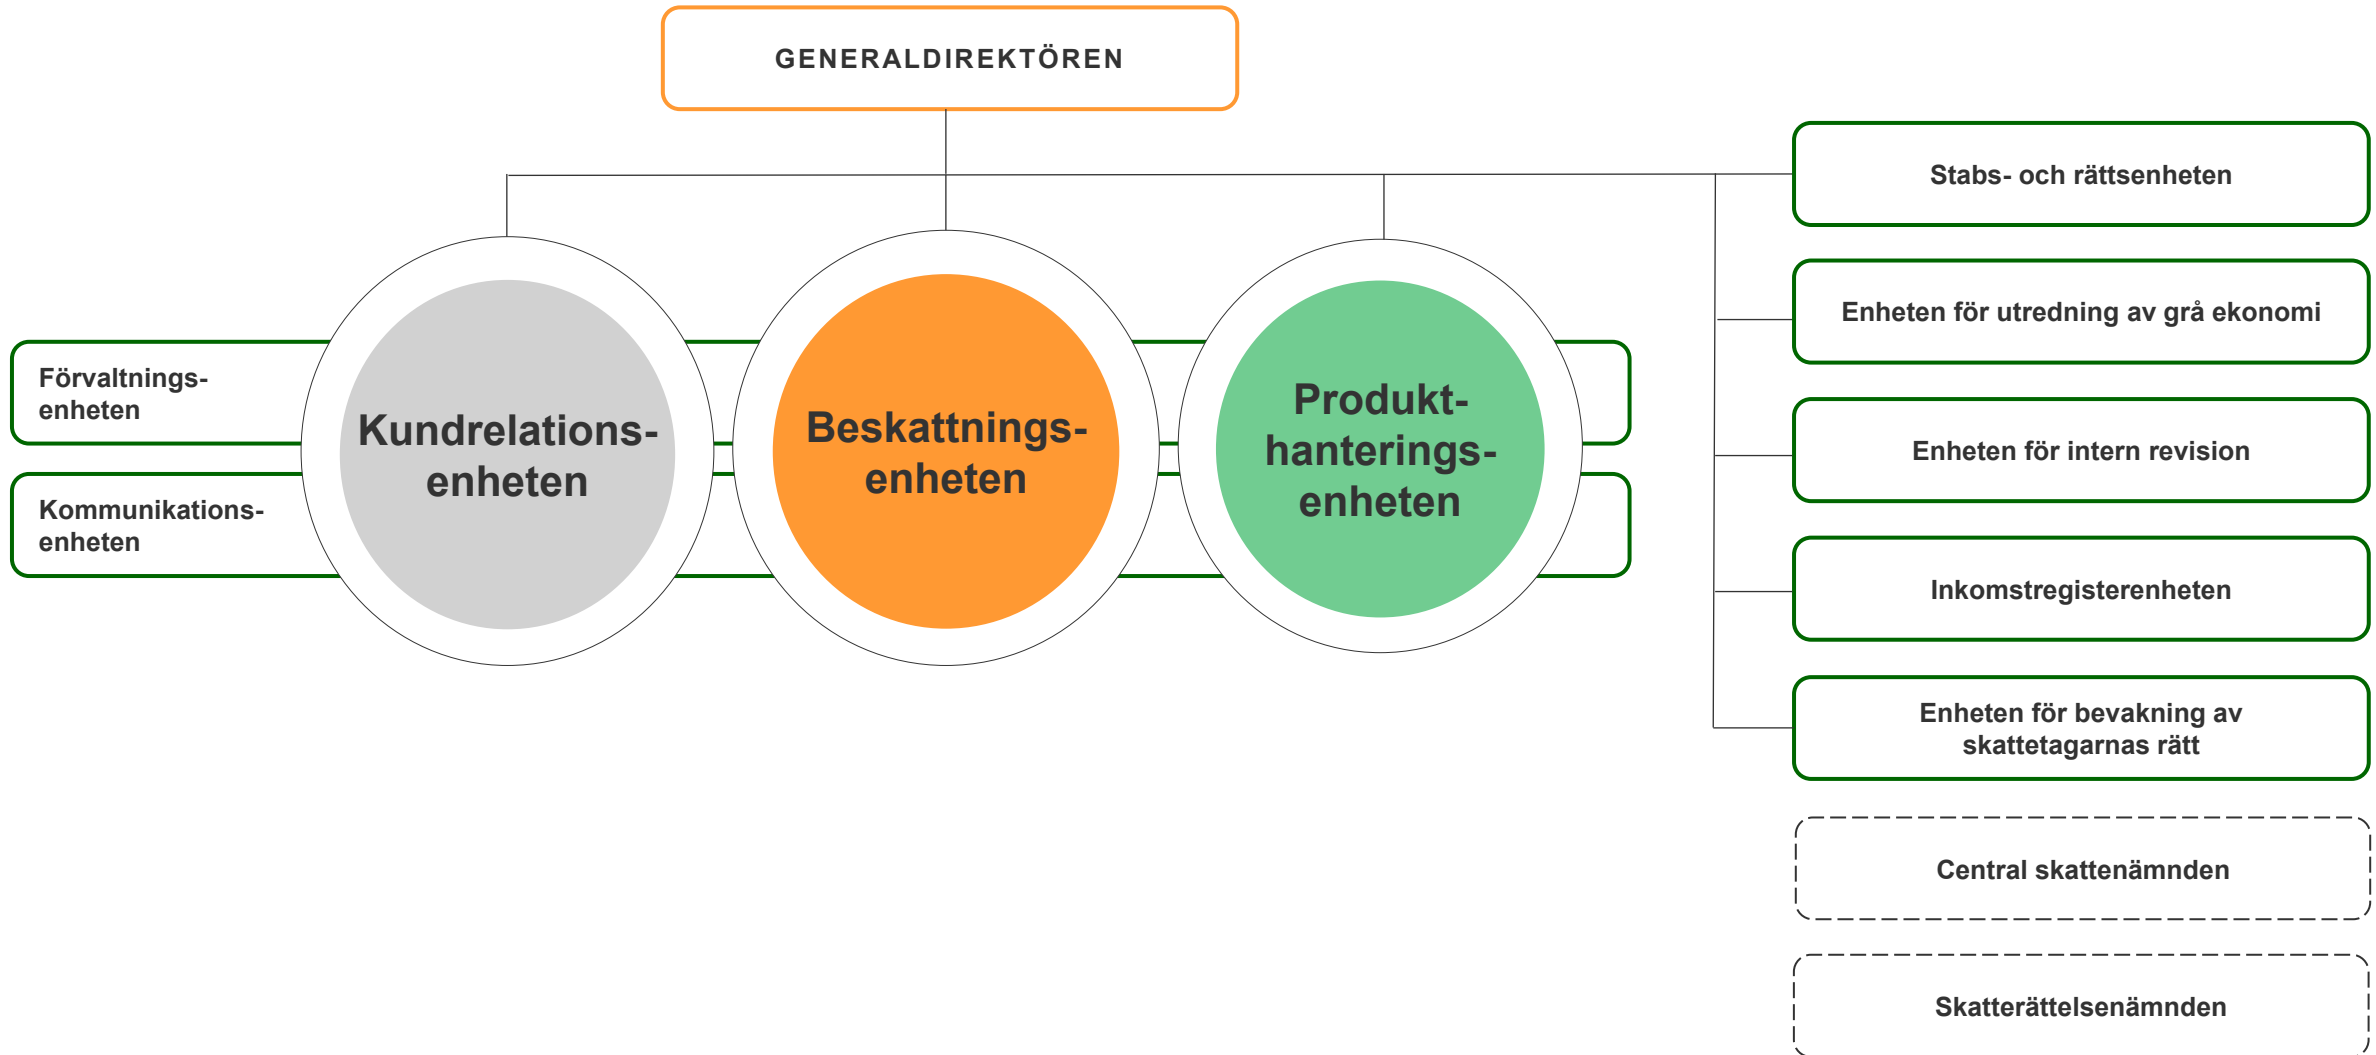 GENERALDIREKTÖREN
Förvaltnings-
enheten
Kommunikations-
enheten
Kundrelations-
enheten
Beskattnings-
enheten
Produkt-
hanterings-
enheten
Stabs- och rättsenheten
Enheten för utredning av grå ekonomi
Enheten för intern revision
Inkomstregisterenheten
Enheten för bevakning av
skattetagarnas rätt
Central skattenämnden
Skatterättelsenämnden